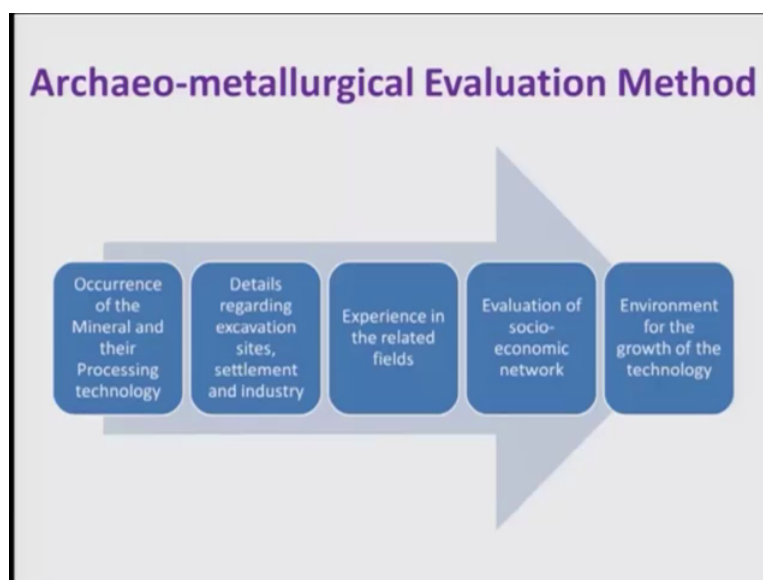 Archaeo-metallurgical Evaluation Method
Occurrence
of the
Mineral and
their
Processing
technology
Details
regarding
excavation
sites,
settlement
and industry
Experience in
the related
fields
Evaluation of
socio-
economic
network
Environment
for the
growth of the
technology